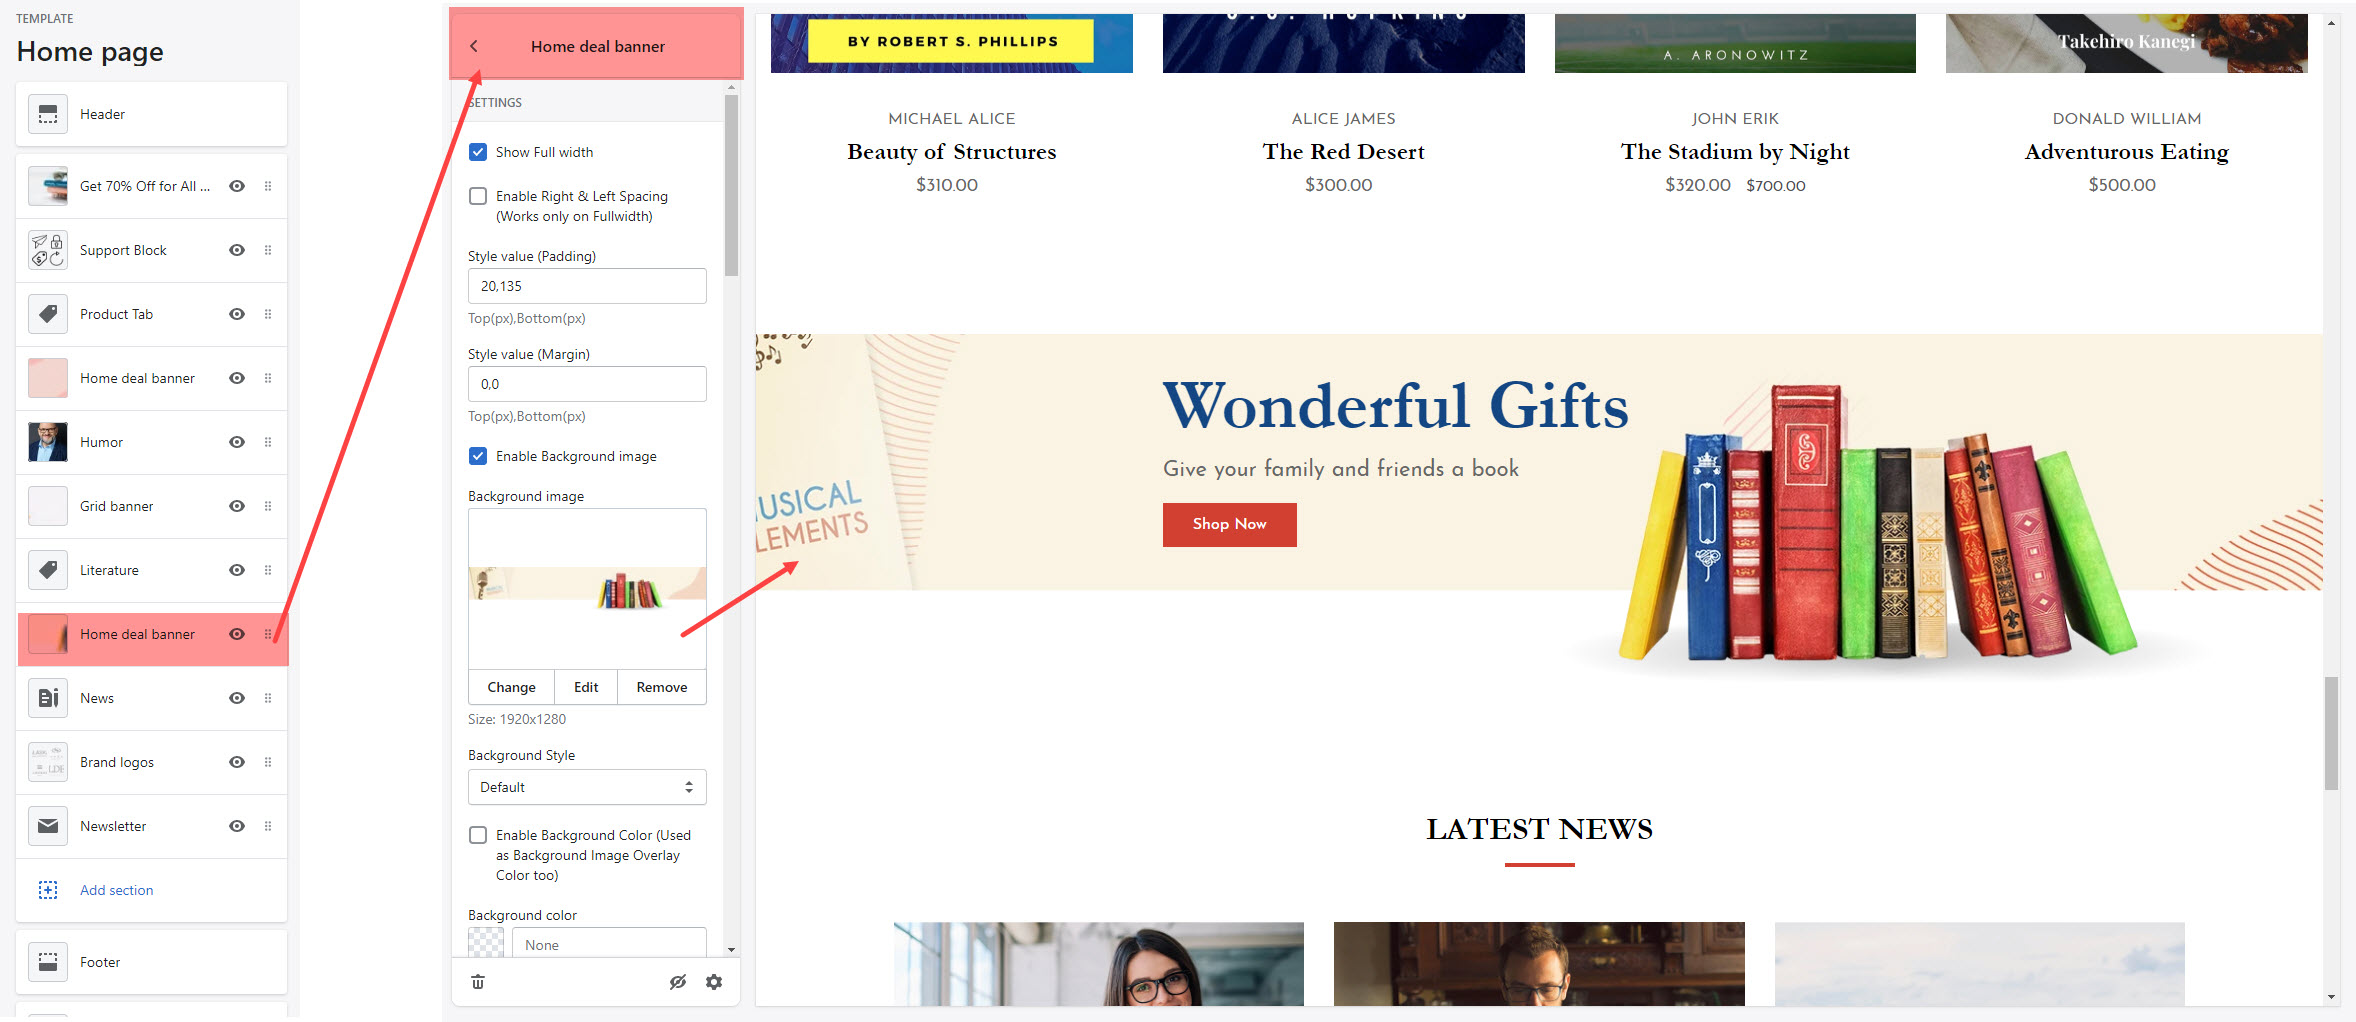 TEMPLATE
Home page
Header
Get 70% Off for All ...
Support Block
Product Tab
Home deal banner
Humor
Grid banner
Literature
Home deal banner
News
Brand logos
Newsletter
Add section
Footer
Home deal banner
SETTINGS
Show Full width
Enable Right & Left Spacing
(Works only on Fullwidth)
Style value (Padding)
20,135
Top(px),Bottom(px)
Style value (Margin)
0,0
Top(px),Bottom(px)
Enable Background image
Background image
Change Edit Remove
Size: 1920x1280
Background Style
Default
Enable Background Color (Used
as Background Image Overlay
Color too)
Background color
None
BY ROBERT S. PHILLIPS
A. ARONOWITZ
Takehiro Kanegi
MICHAEL ALICE
Beauty of Structures
$310.00
ALICE JAMES
The Red Desert
$300.00
JOHN ERIK
The Stadium by Night
$320.00 $700.00
DONALD WILLIAM
Adventurous Eating
$500.00
USICAL
LEMENTS
Wonderful Gifts
Give your family and friends a book
Shop Now
LATEST NEWS